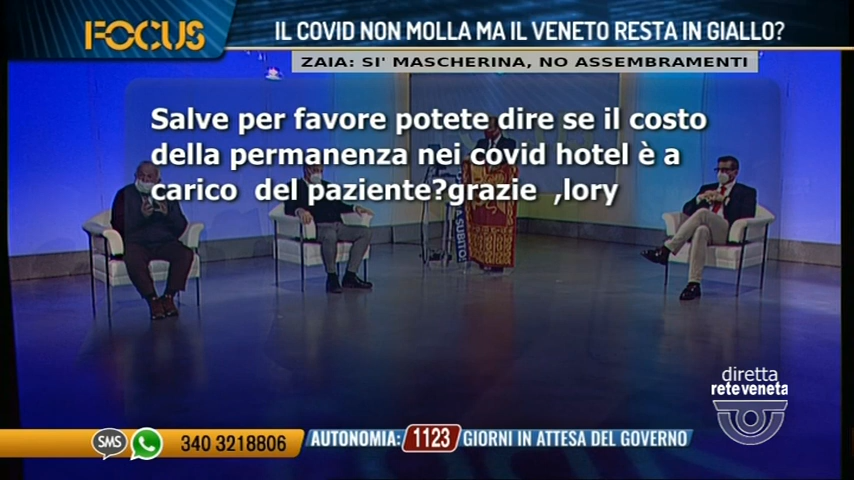 FOCUS
IL COVID NON MOLLA MA IL VENETO RESTA IN GIALLO?
ZAIA: SI' MASCHERINA, NO ASSEMBRAMENTI
Salve per favore potete dire se il costo
della permanenza nei covid hotel è a
carico  del paziente?grazie  ,lory
A SUBITO!
diretta
reteveneta
SMS 340 3218806
AUTONOMIA: 1123 GIORNI IN ATTESA DEL GOVERNO